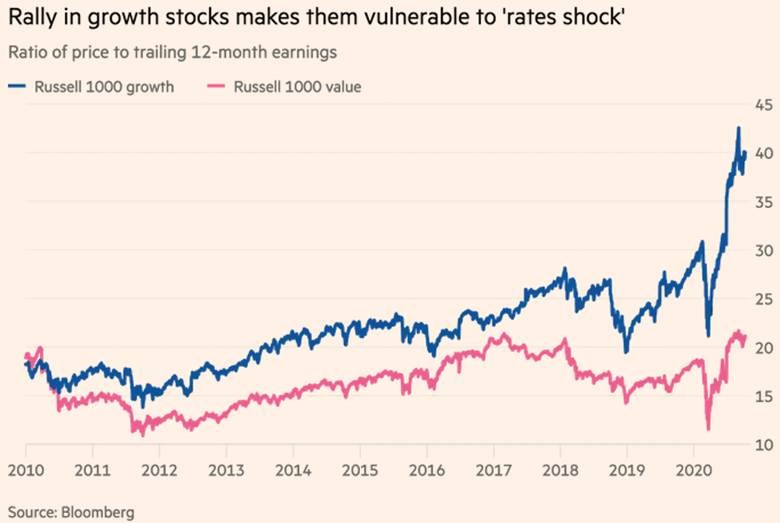 Rally in growth stocks makes them vulnerable to 'rates shock'
Ratio of price to trailing 12-month earnings
Russell 1000 growth Russell 1000 value
45
40
35
30
25
20
15
10
2010 2011 2012 2013 2014 2015 2016 2017 2018 2019 2020
Source: Bloomberg